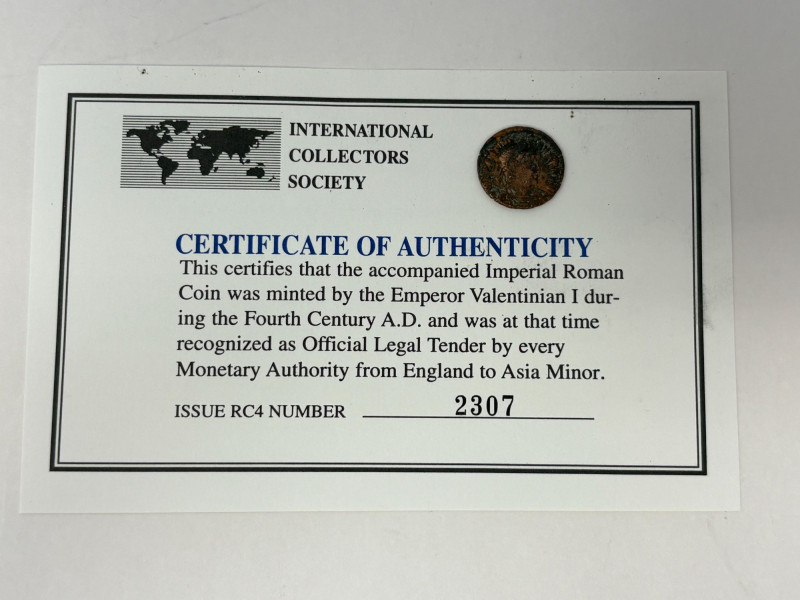 INTERNATIONAL
COLLECTORS
SOCIETY
CERTIFICATE OF AUTHENTICITY
This certifies that the accompanied Imperial Roman
Coin was minted by the Emperor Valentinian I dur-
ing the Fourth Century A.D. and was at that time
recognized as Official Legal Tender by every
Monetary Authority from England to Asia Minor.
ISSUE RC4 NUMBER 2307